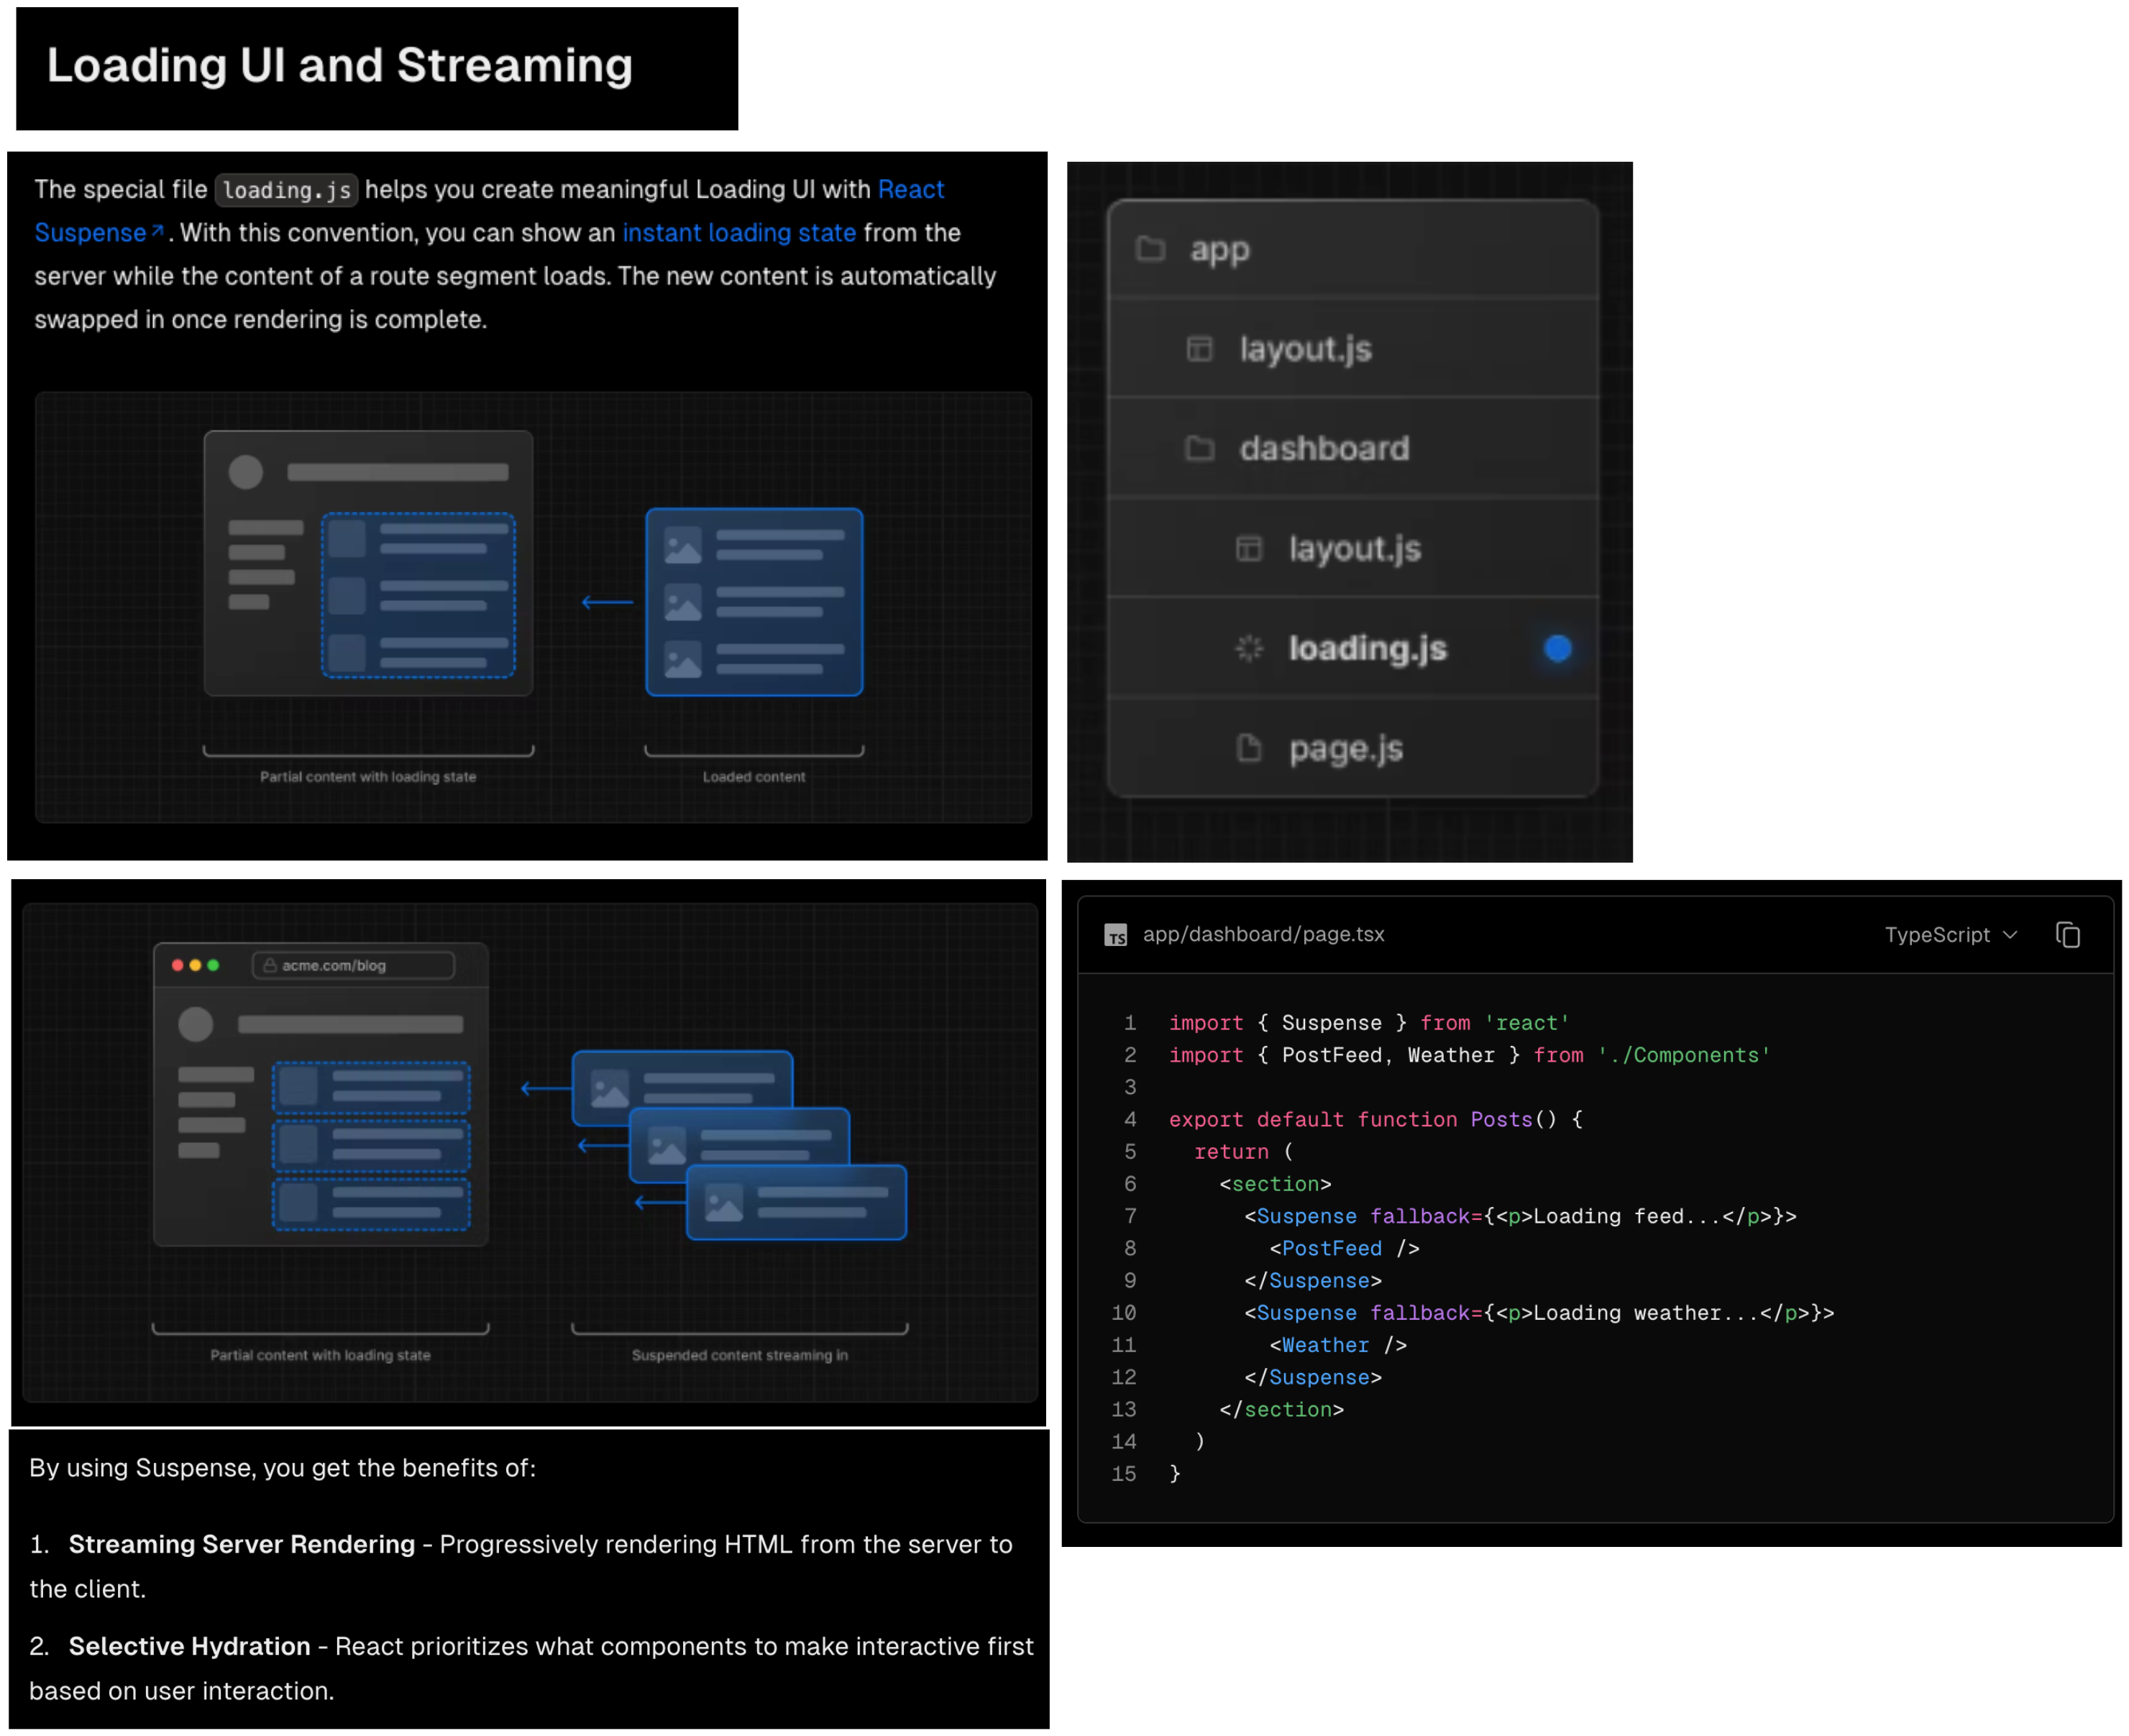 Loading UI and Streaming
The special file loading.js helps you create meaningful Loading UI with React
Suspense↗. With this convention, you can show an instant loading state from the
server while the content of a route segment loads. The new content is automatically
swapped in once rendering is complete.
Partial content with loading state
Loaded content
app
layout.js
dashboard
layout.js
loading.js
page.js
acme.com/blog
Partial content with loading state
Suspended content streaming in
By using Suspense, you get the benefits of:
1. Streaming Server Rendering - Progressively rendering HTML from the server to
the client.
2. Selective Hydration - React prioritizes what components to make interactive first
based on user interaction.
TS app/dashboard/page.tsx
TypeScript
1 import { Suspense } from 'react'
2 import { PostFeed, Weather } from './Components'
3
4 export default function Posts() {
5   return (
6     <section>
7       <Suspense fallback={<p>Loading feed...</p>}>
8         <PostFeed />
9       </Suspense>
10       <Suspense fallback={<p>Loading weather...</p>}>
11         <Weather />
12       </Suspense>
13     </section>
14   )
15 }